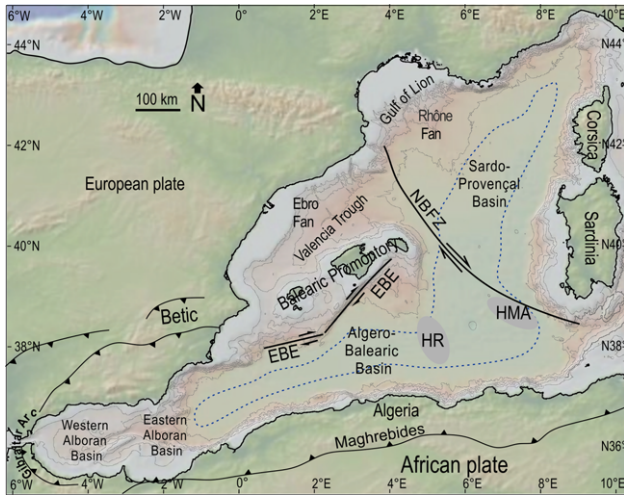 0°
2°E
4°E
6°E
8°E
10°E
44°N
N44°
100 km
N
Gulf of Lion
Rhône
Fan
Corsica
42°N
N42°
European plate
Sardo-
Provençal
Basin
Ebro
Fan
Valencia Trough
NBFZ
Sardinia
40°N
N40°
Balearic Promontory
EBE
Betic
HMA
38°N
N38°
EBE
Algero-
Balearic
Basin
HR
Gibraltar Arc
Western
Alboran
Basin
Eastern
Alboran
Basin
Algeria
Maghrebides
N36°
African plate
6°W
4°W
2°W
0°
2°E
4°E
6°E
8°E
10°E